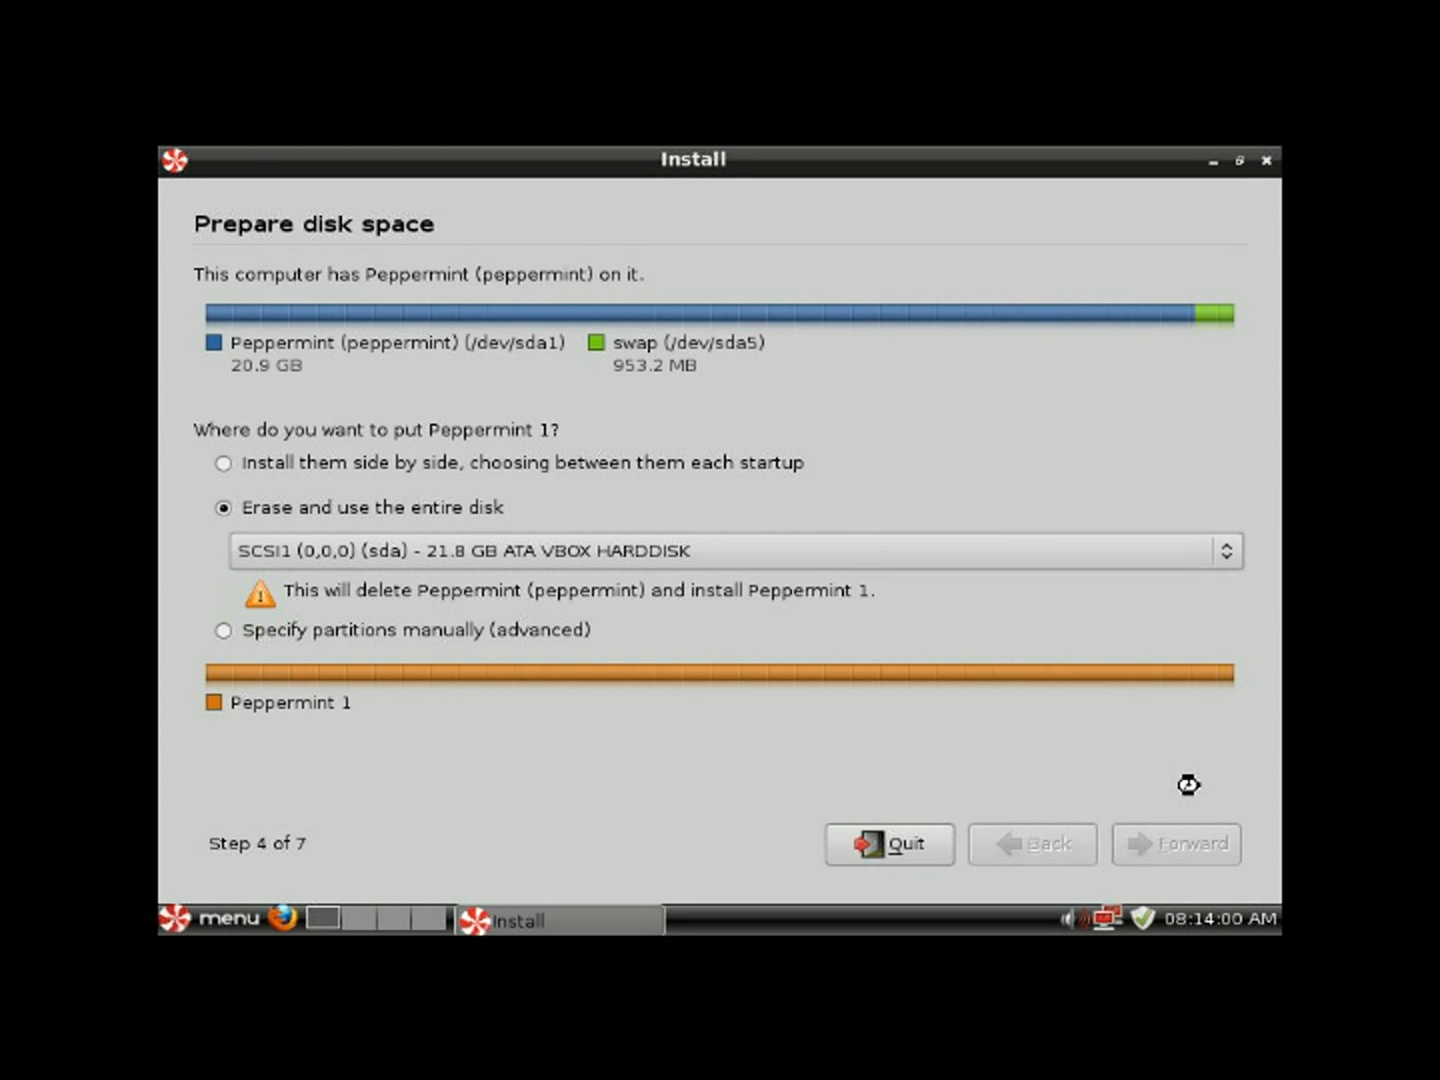 Install
Prepare disk space
This computer has Peppermint (peppermint) on it.
Peppermint (peppermint) (/dev/sda1) swap (/dev/sda5)
20.9 GB 953.2 MB
Where do you want to put Peppermint 1?
Install them side by side, choosing between them each startup
Erase and use the entire disk
SCSI1 (0,0,0) (sda) - 21.8 GB ATA VBOX HARDDISK
This will delete Peppermint (peppermint) and install Peppermint 1.
Specify partitions manually (advanced)
Peppermint 1
Step 4 of 7 Quit Back Forward
menu Install 08:14:00 AM